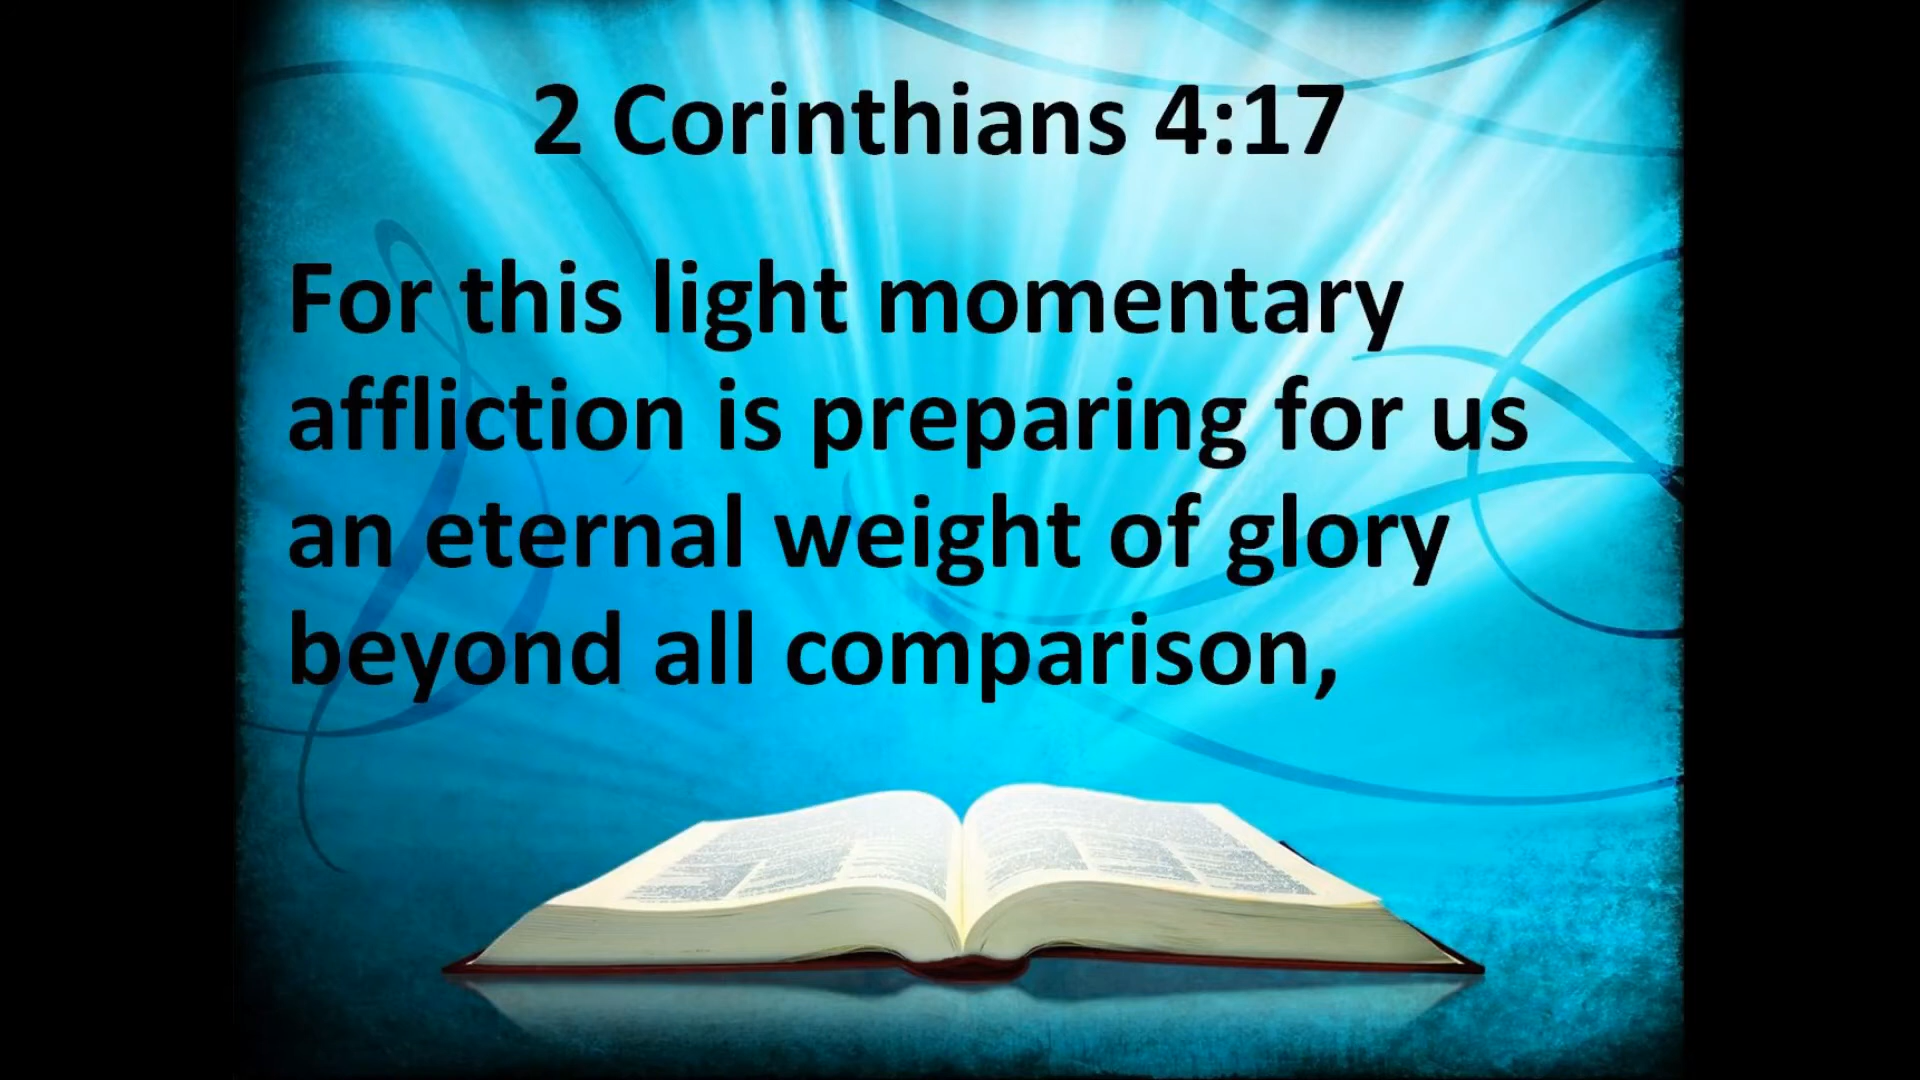 2 Corinthians 4:17
For this light momentary
affliction is preparing for us
an eternal weight of glory
beyond all comparison,